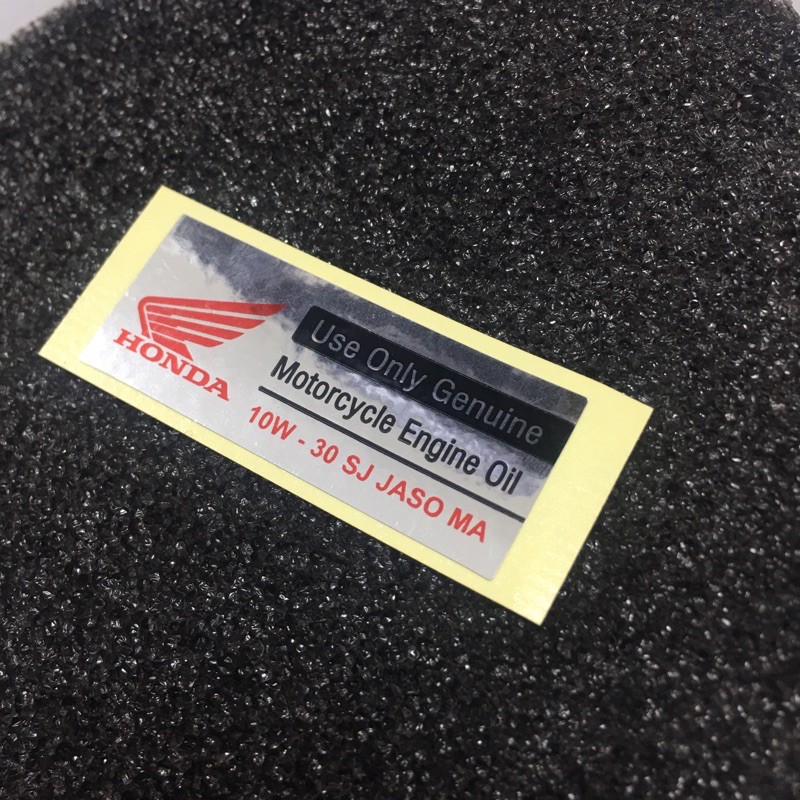 HONDA
Use Only Genuine
Motorcycle Engine Oil
10W - 30 SJ JASO MA